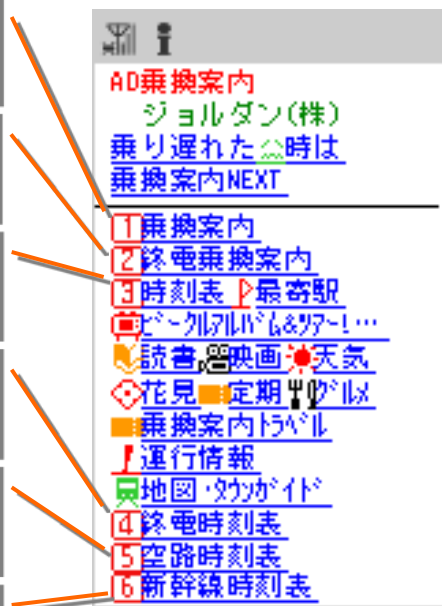 AD乗換案内
ジョルダン(株)
乗り遅れた時は
乗換案内NEXT
1乗換案内
2終電乗換案内
3時刻表 最寄駅
ﾋﾞｰｸﾙｱﾙﾊﾞﾑ&ﾂｱｰ!…
読書 映画 天気
花見 定期 ｸﾞﾙﾒ
乗換案内ﾄﾗﾍﾞﾙ
運行情報
地図・ﾀｳﾝｶﾞｲﾄﾞ
4終電時刻表
5空路時刻表
6新幹線時刻表